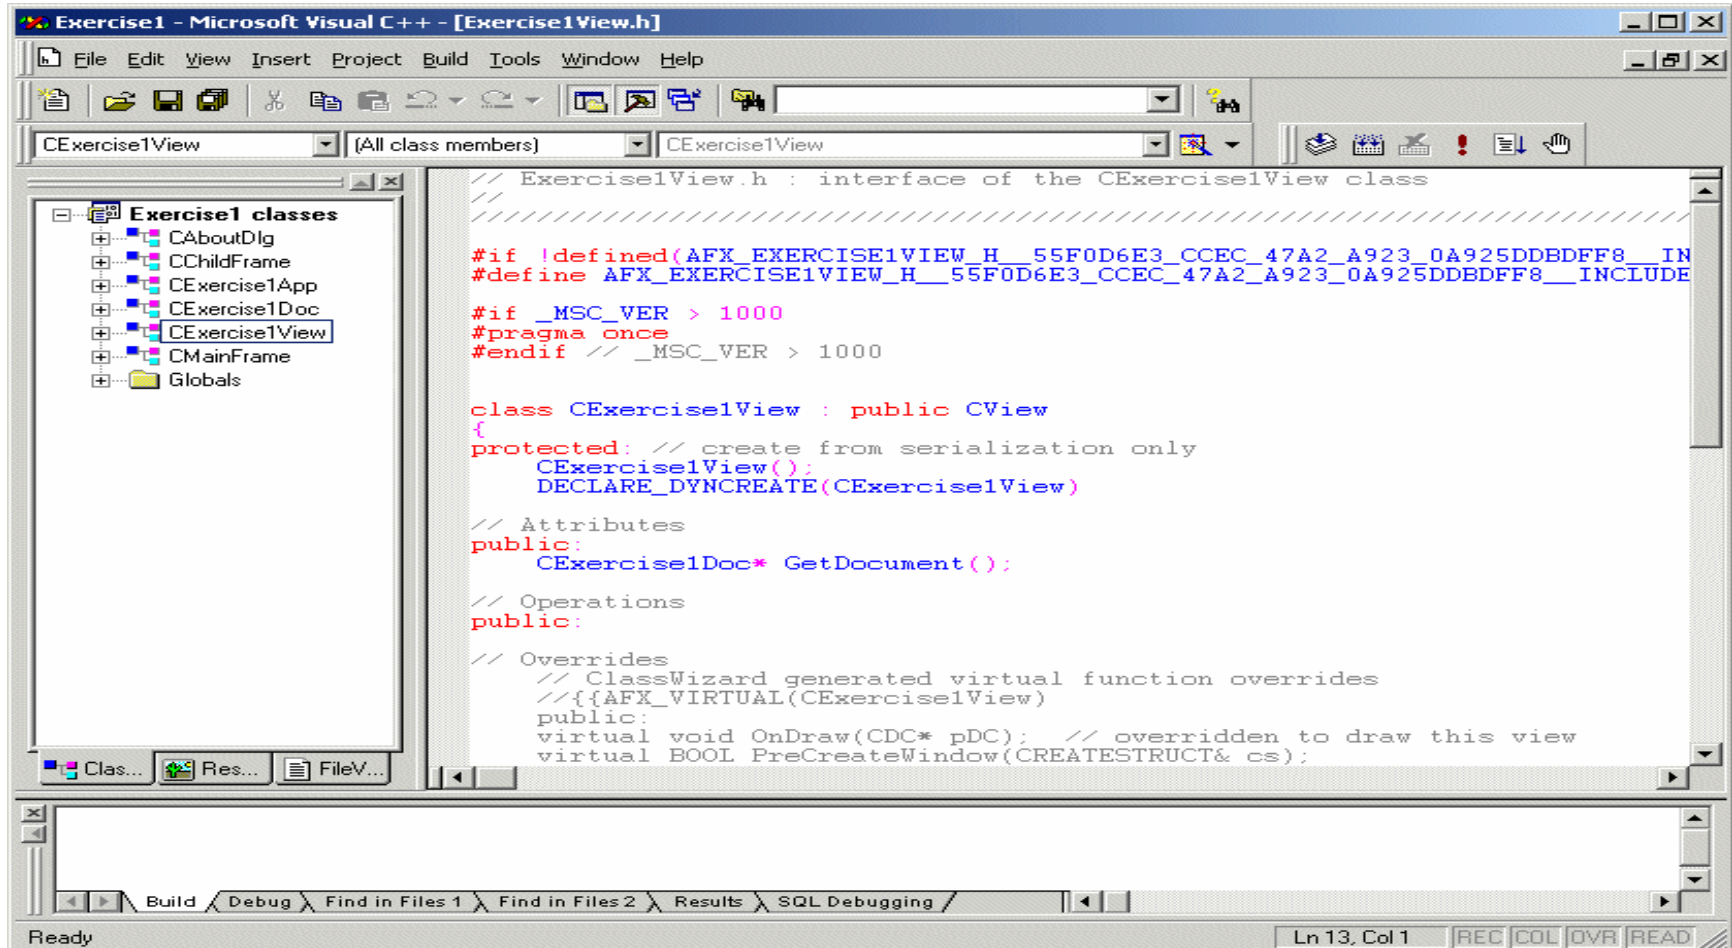 Exercise1 - Microsoft Visual C++ - [Exercise1View.h]
File Edit View Insert Project Build Tools Window Help
CExercise1View (All class members) CExercise1View
Exercise1 classes
CAboutDlg
CChildFrame
CExercise1App
CExercise1Doc
CExercise1View
CMainFrame
Globals
Clas... Res... FileV...
// Exercise1View.h : interface of the CExercise1View class
//
//////////////////////////////////////////////////////////////////////////
#if !defined(AFX_EXERCISE1VIEW_H__55F0D6E3_CCEC_47A2_A923_0A925DDBDFF8__IN
#define AFX_EXERCISE1VIEW_H__55F0D6E3_CCEC_47A2_A923_0A925DDBDFF8__INCLUDE
#if _MSC_VER > 1000
#pragma once
#endif // _MSC_VER > 1000
class CExercise1View : public CView
{
protected: // create from serialization only
CExercise1View();
DECLARE_DYNCREATE(CExercise1View)
// Attributes
public:
CExercise1Doc* GetDocument();
// Operations
public:
// Overrides
// ClassWizard generated virtual function overrides
//{{AFX_VIRTUAL(CExercise1View)
public:
virtual void OnDraw(CDC* pDC); // overridden to draw this view
virtual BOOL PreCreateWindow(CREATESTRUCT& cs);
Build Debug Find in Files 1 Find in Files 2 Results SQL Debugging
Ready Ln 13, Col 1 REC COL OVR READ